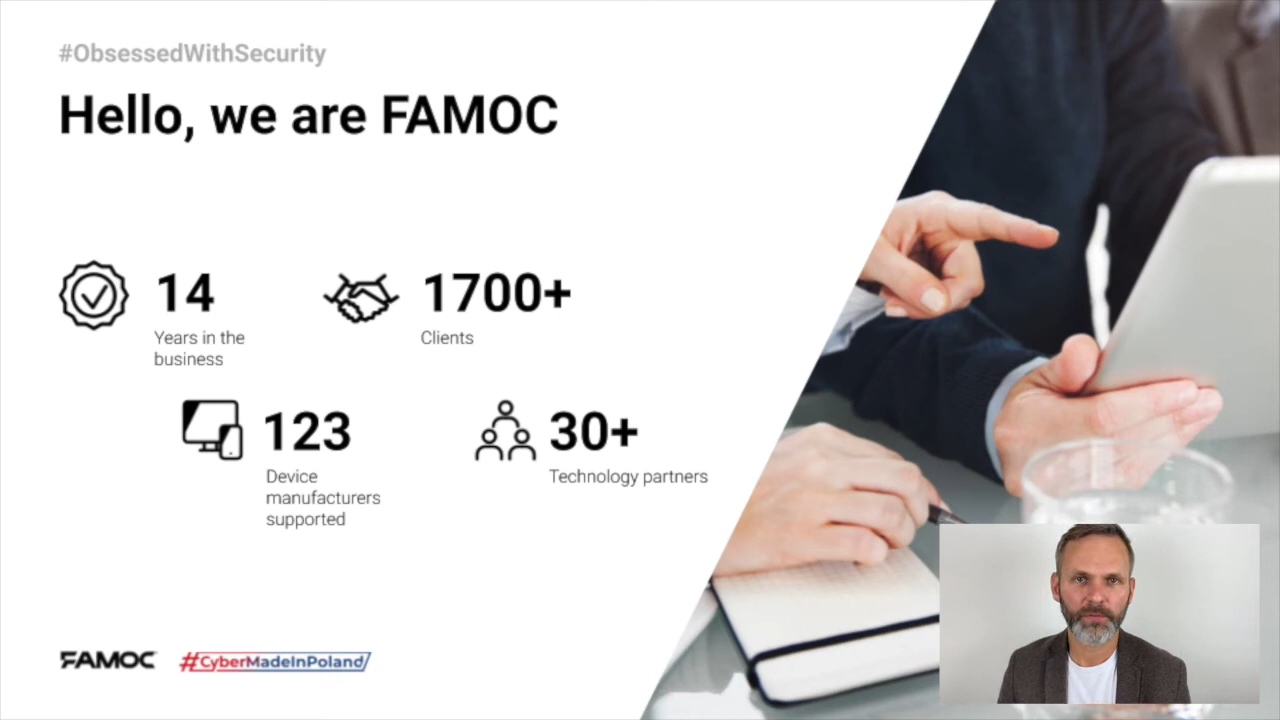 #ObsessedWithSecurity
Hello, we are FAMOC
14
Years in the
business
1700+
Clients
123
Device
manufacturers
supported
30+
Technology partners
FAMOC
#CyberMadeInPoland